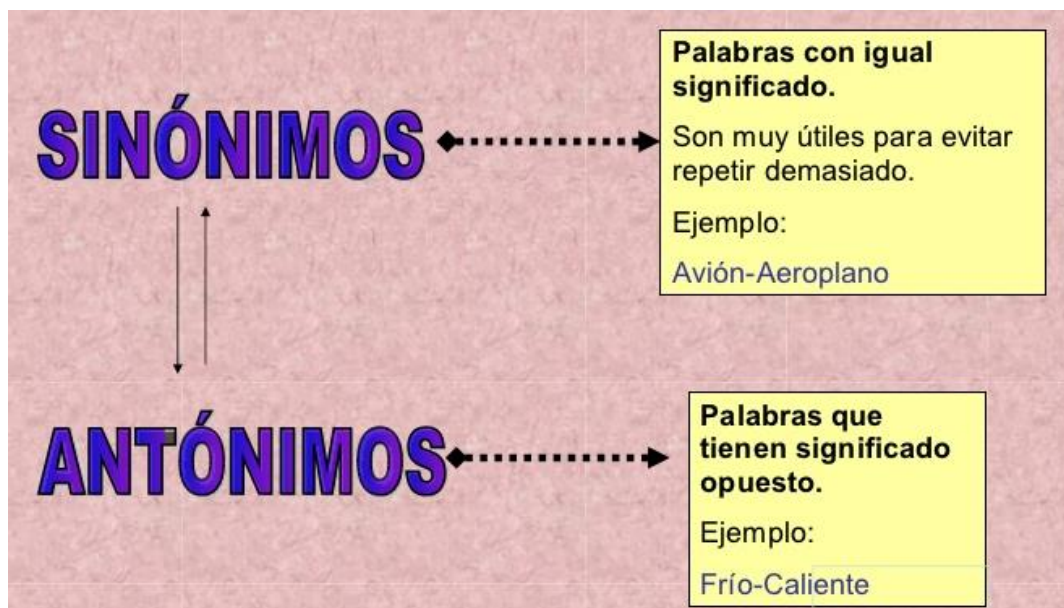 SINÓNIMOS
Palabras con igual
significado.
Son muy útiles para evitar
repetir demasiado.
Ejemplo:
Avión-Aeroplano
ANTÓNIMOS
Palabras que
tienen significado
opuesto.
Ejemplo:
Frío-Caliente